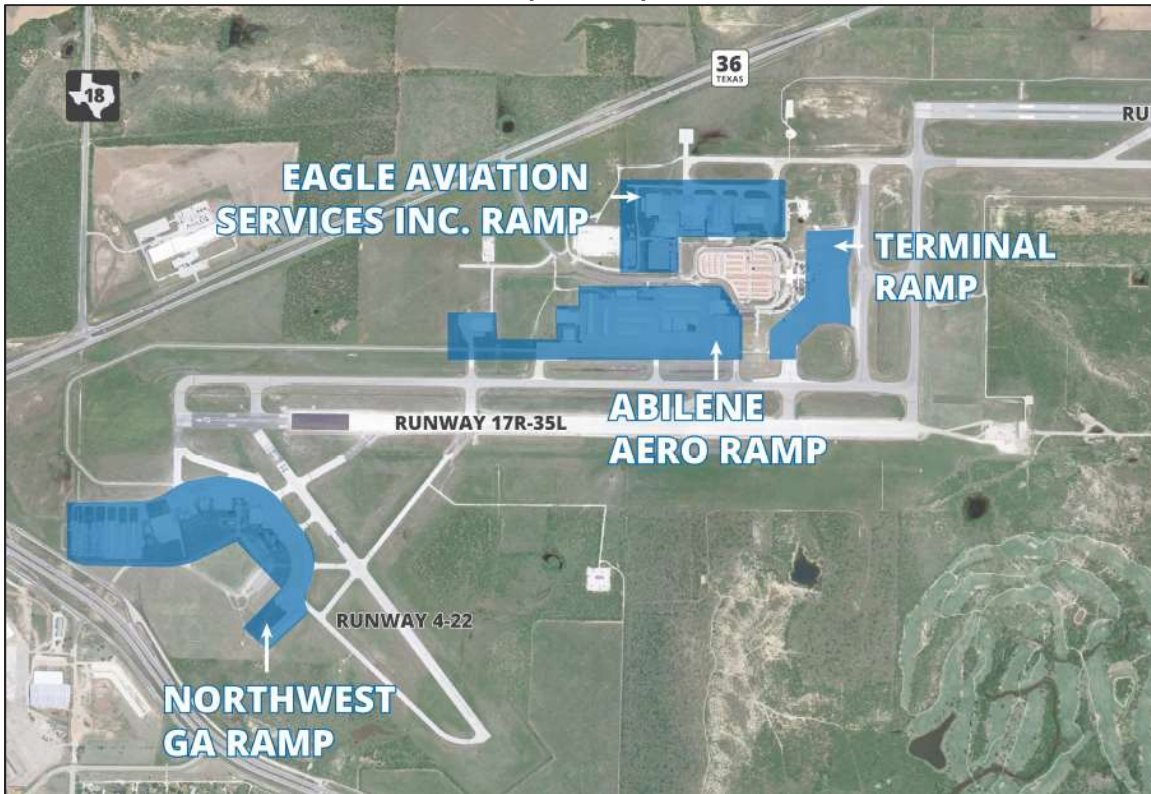 36
TEXAS
18
RU
EAGLE AVIATION
SERVICES INC. RAMP
TERMINAL
RAMP
ABILENE
AERO RAMP
RUNWAY 17R-35L
RUNWAY 4-22
NORTHWEST
GA RAMP